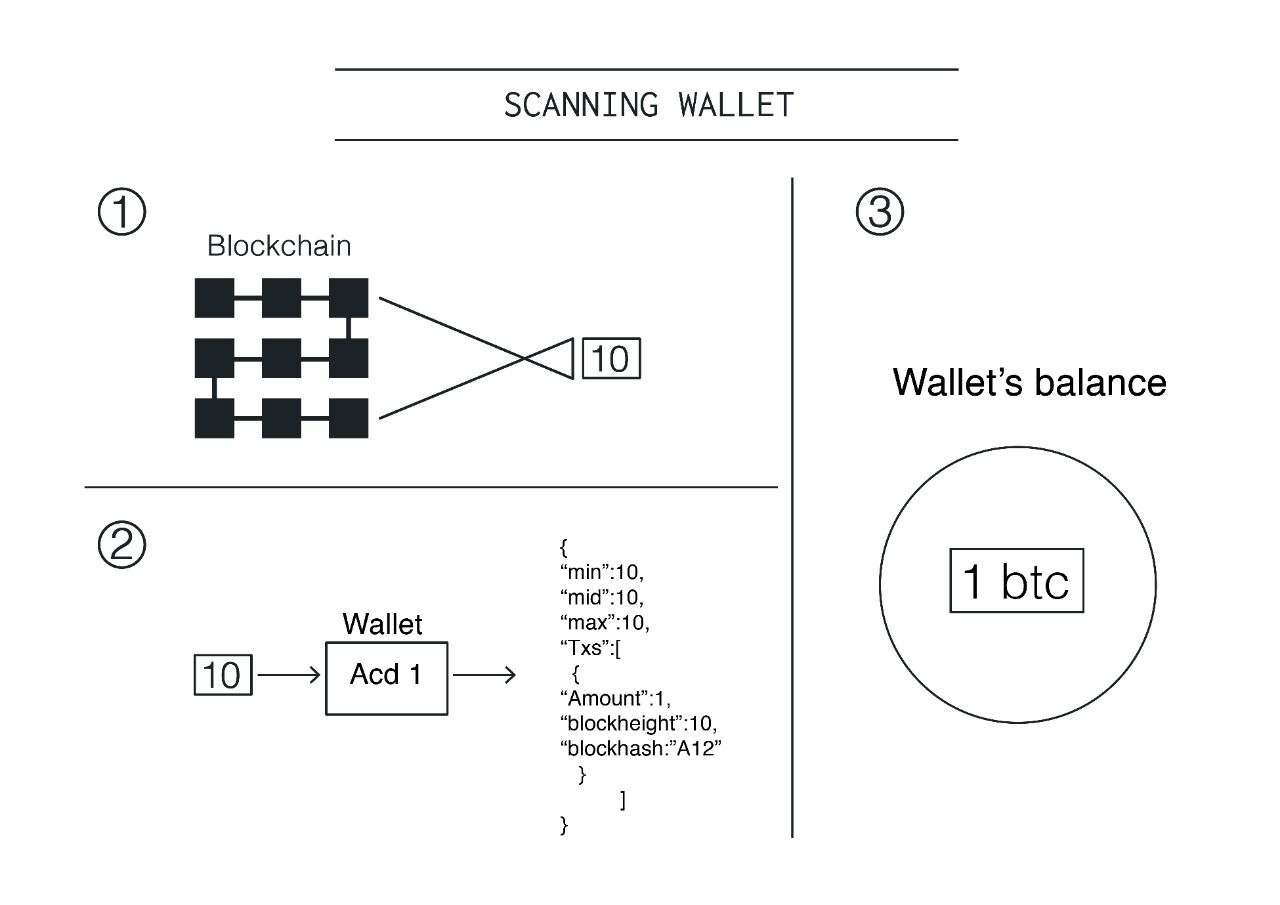 SCANNING WALLET
①
Blockchain
10
②
10
Wallet
Acd 1
{
“min”:10,
“mid”:10,
“max”:10,
“Txs”:[
{
“Amount”:1,
“blockheight”:10,
“blockhash:”A12”
}
]
}
③
Wallet’s balance
1 btc